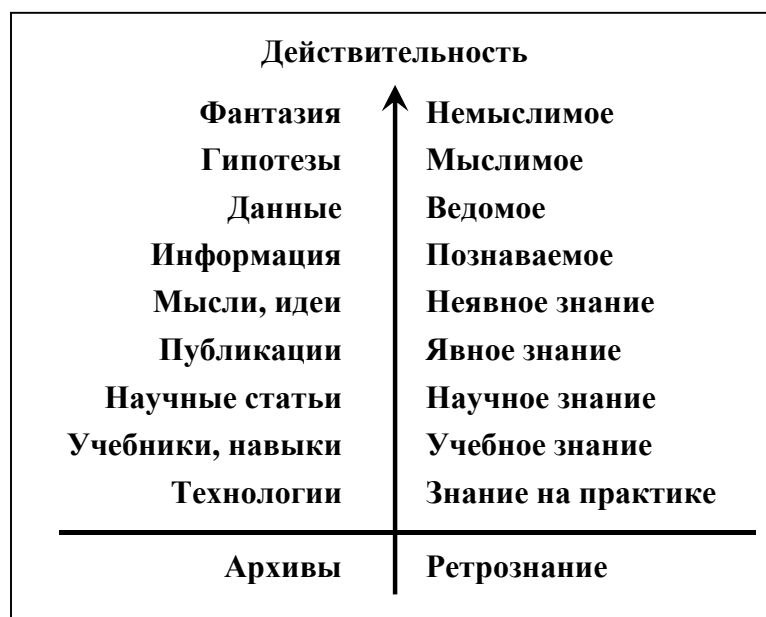 Действительность
Фантазия Немыслимое
Гипотезы Мыслимое
Данные Ведомое
Информация Познаваемое
Мысли, идеи Неявное знание
Публикации Явное знание
Научные статьи Научное знание
Учебники, навыки Учебное знание
Технологии Знание на практике
Архивы Ретрознание